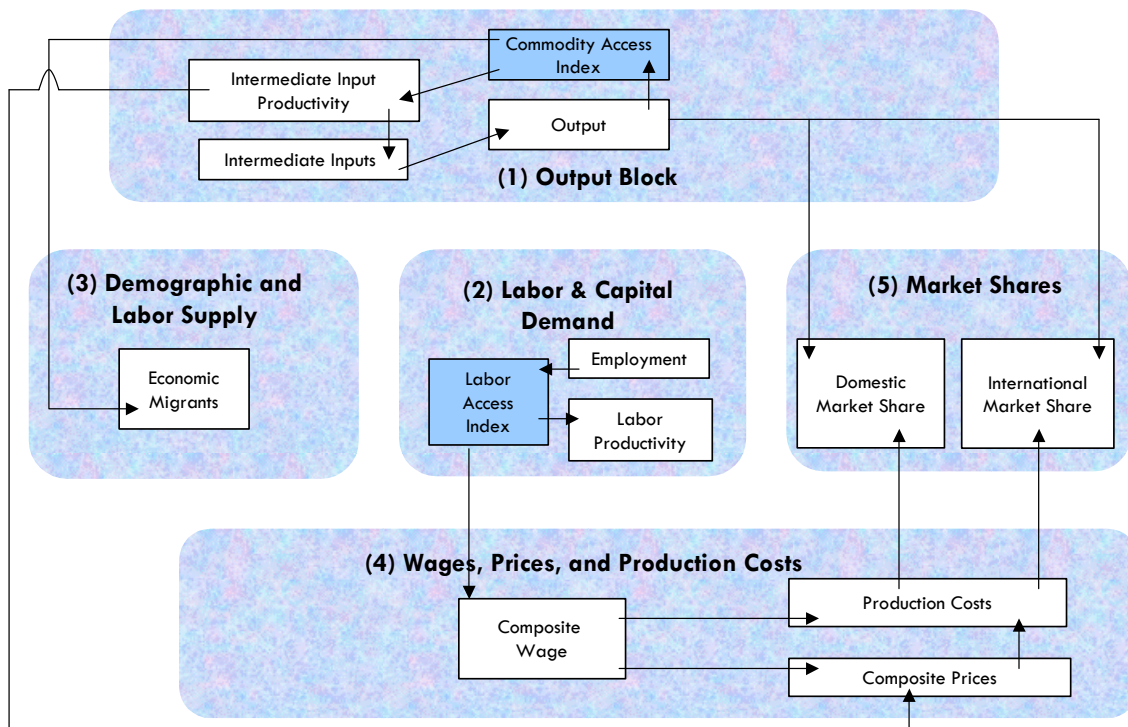 Commodity Access
Index
Intermediate Input
Productivity
Output
Intermediate Inputs
(1) Output Block
(3) Demographic and
Labor Supply
Economic
Migrants
(2) Labor & Capital
Demand
Employment
Labor
Access
Index
Labor
Productivity
(5) Market Shares
Domestic
Market Share
International
Market Share
(4) Wages, Prices, and Production Costs
Composite
Wage
Production Costs
Composite Prices